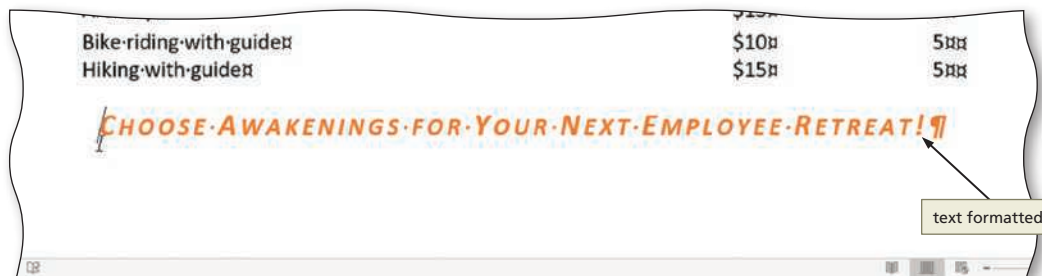 Bike·riding·with·guide¤ $10¤ 5¤¤
Hiking·with·guide¤ $15¤ 5¤¤
CHOOSE·AWAKENINGS·FOR·YOUR·NEXT·EMPLOYEE·RETREAT!¶
text formatted